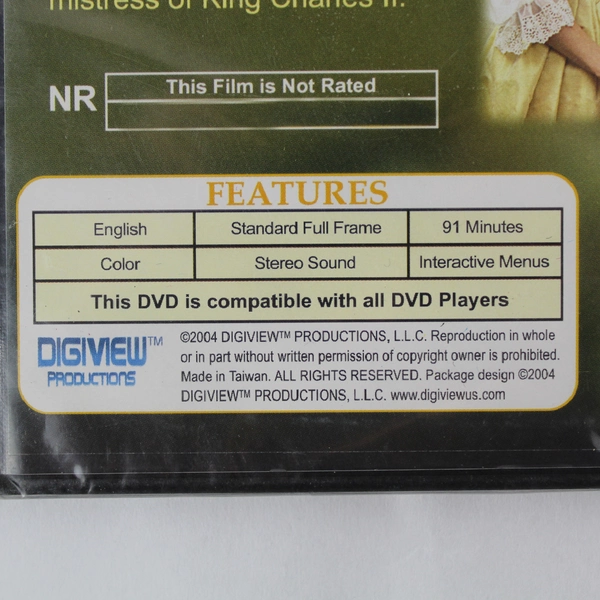 mistress of King Charles II.
NR
This Film is Not Rated
FEATURES
English Standard Full Frame 91 Minutes
Color Stereo Sound Interactive Menus
This DVD is compatible with all DVD Players
DIGIVIEW™
PRODUCTIONS
©2004 DIGIVIEW™ PRODUCTIONS, L.L.C. Reproduction in whole
or in part without written permission of copyright owner is prohibited.
Made in Taiwan. ALL RIGHTS RESERVED. Package design ©2004
DIGIVIEW™ PRODUCTIONS, L.L.C. www.digiviewus.com